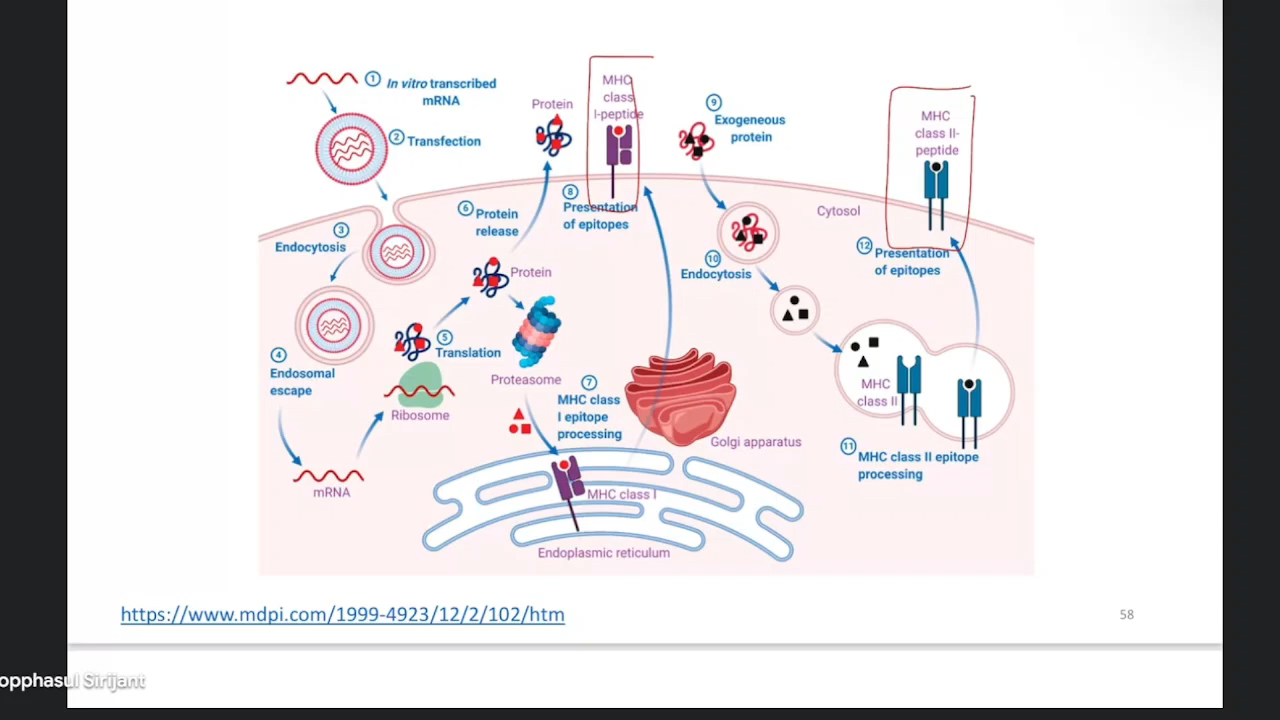 1 In vitro transcribed
mRNA
2 Transfection
3
Endocytosis
4
Endosomal
escape
mRNA
Ribosome
5
Translation
Protein
6 Protein
release
Protein
Proteasome
7
MHC class
I epitope
processing
MHC class I
Endoplasmic reticulum
Golgi apparatus
MHC
class
I-peptide
8
Presentation
of epitopes
9
Exogeneous
protein
10
Endocytosis
Cytosol
MHC
class II
11
MHC class II epitope
processing
12
Presentation
of epitopes
MHC
class II-
peptide
https://www.mdpi.com/1999-4923/12/2/102/htm
58
opphasul Sirijant